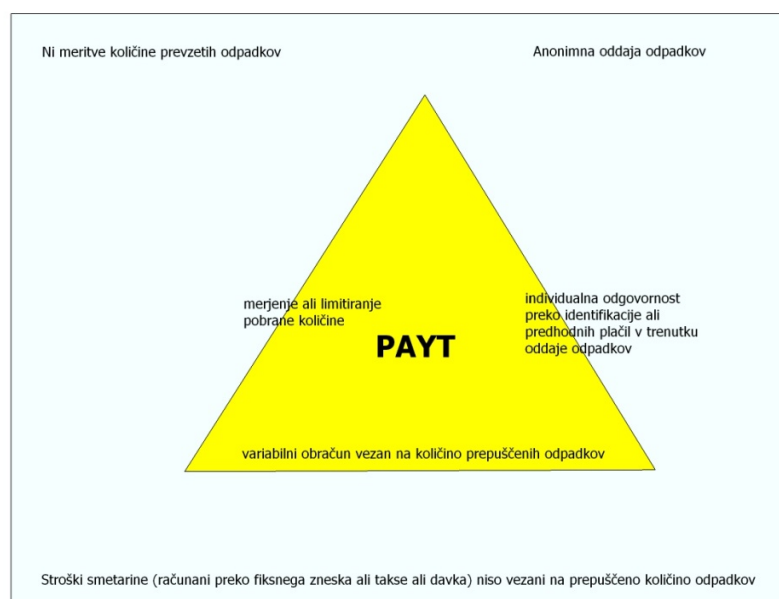 Ni meritve količine prevzetih odpadkov
Anonimna oddaja odpadkov
merjenje ali limitiranje
pobrane količine
individualna odgovornost
preko identifikacije ali
predhodnih plačil v trenutku
oddaje odpadkov
PAYT
variabilni obračun vezan na količino prepuščenih odpadkov
Stroški smetarine (računani preko fiksnega zneska ali takse ali davka) niso vezani na prepuščeno količino odpadkov